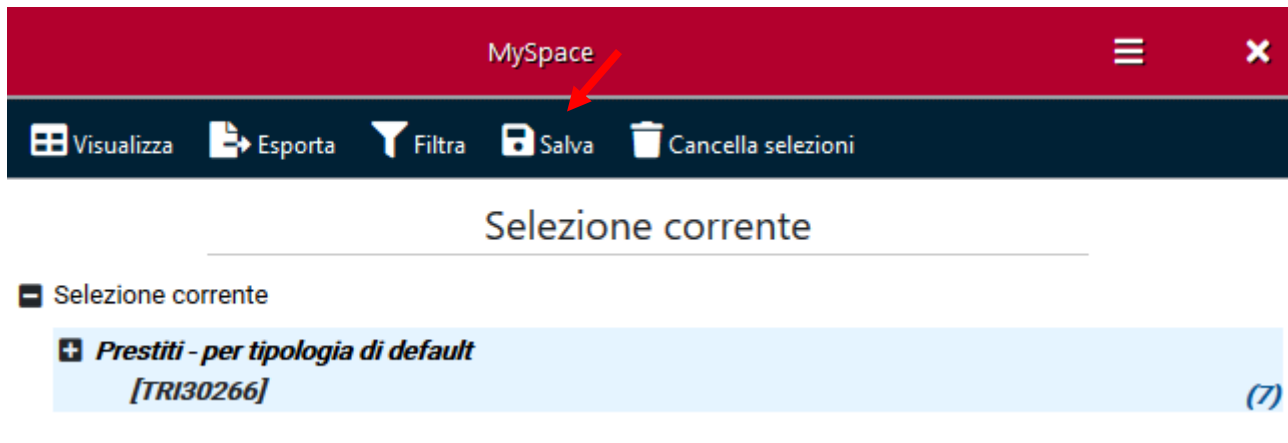 MySpace
Visualizza Esporta Filtra Salva Cancella selezioni
Selezione corrente
Selezione corrente
Prestiti - per tipologia di default
[TRI30266] (7)